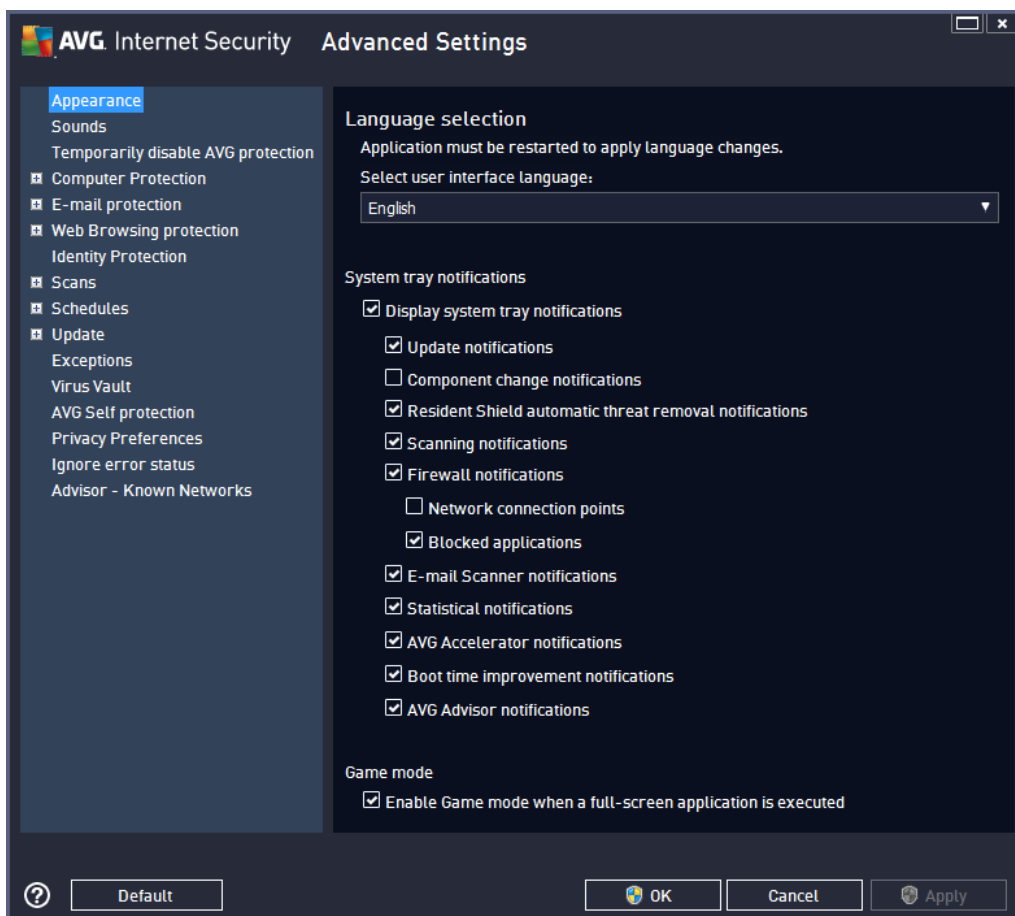 AVG. Internet Security Advanced Settings
Appearance
Sounds
Temporarily disable AVG protection
Computer Protection
E-mail protection
Web Browsing protection
Identity Protection
Scans
Schedules
Update
Exceptions
Virus Vault
AVG Self protection
Privacy Preferences
Ignore error status
Advisor - Known Networks
Language selection
Application must be restarted to apply language changes.
Select user interface language:
English
System tray notifications
Display system tray notifications
Update notifications
Component change notifications
Resident Shield automatic threat removal notifications
Scanning notifications
Firewall notifications
Network connection points
Blocked applications
E-mail Scanner notifications
Statistical notifications
AVG Accelerator notifications
Boot time improvement notifications
AVG Advisor notifications
Game mode
Enable Game mode when a full-screen application is executed
Default
OK
Cancel
Apply